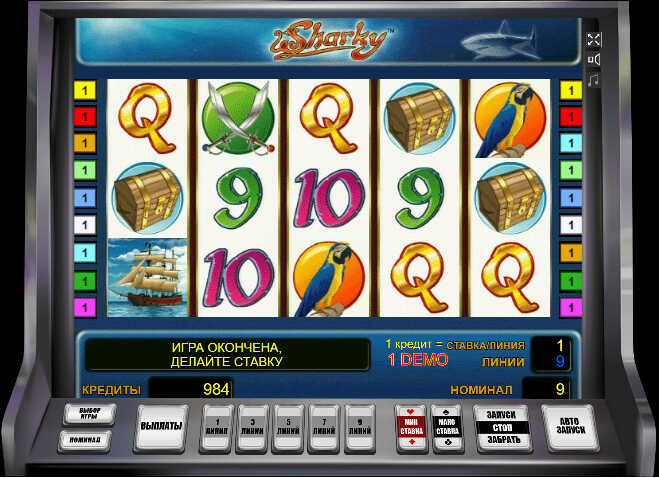 Sharky™
1 1
1 1
1 1
1 1
1 1
1 1
1 1
1 1
1 1
Q Q
9 10 9
10 Q Q
ИГРА ОКОНЧЕНА,
ДЕЛАЙТЕ СТАВКУ
1 кредит = СТАВКА/ЛИНИЯ 1
1 DEMO ЛИНИИ 9
КРЕДИТЫ 984 НОМИНАЛ 9
ВЫБОР
ИГРЫ
НОМИНАЛ
ВЫПЛАТЫ
1
ЛИНИЯ
3
ЛИНИИ
5
ЛИНИЙ
7
ЛИНИЙ
9
ЛИНИЙ
МИН
СТАВКА
МАКС
СТАВКА
ЗАПУСК
СТОП
ЗАБРАТЬ
АВТО
ЗАПУСК